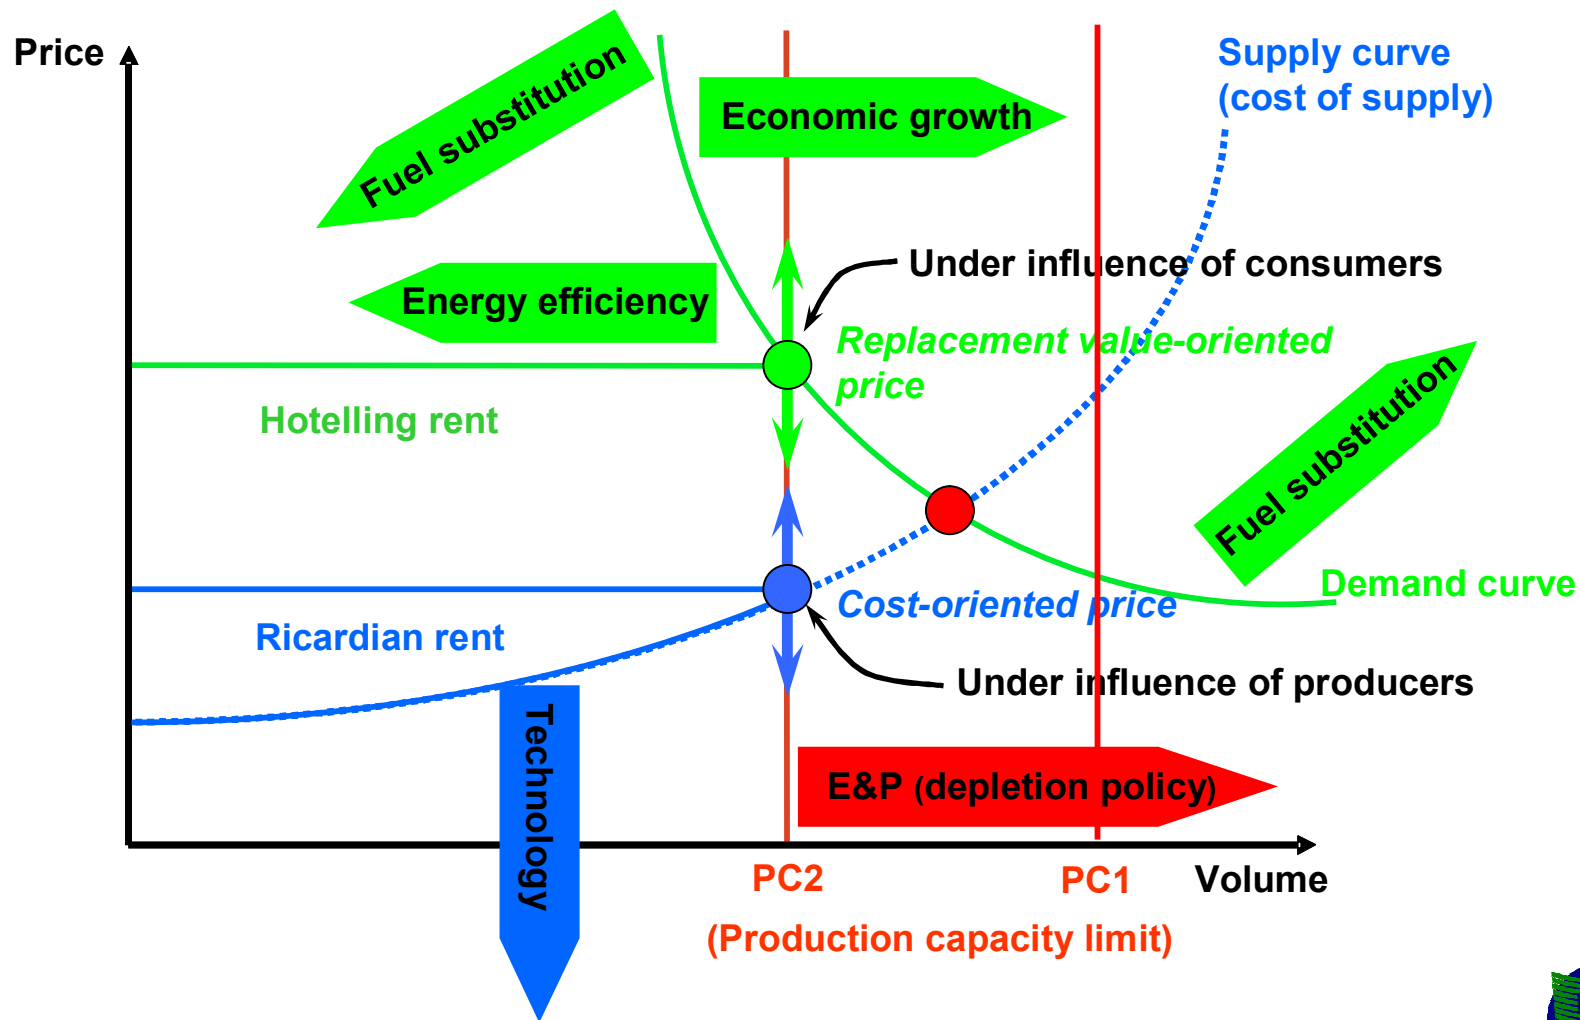 Price
Supply curve
(cost of supply)
Fuel substitution
Economic growth
Under influence of consumers
Energy efficiency
Replacement value-oriented
price
Hotelling rent
Fuel substitution
Demand curve
Cost-oriented price
Ricardian rent
Under influence of producers
Technology
E&P (depletion policy)
PC2
PC1
Volume
(Production capacity limit)